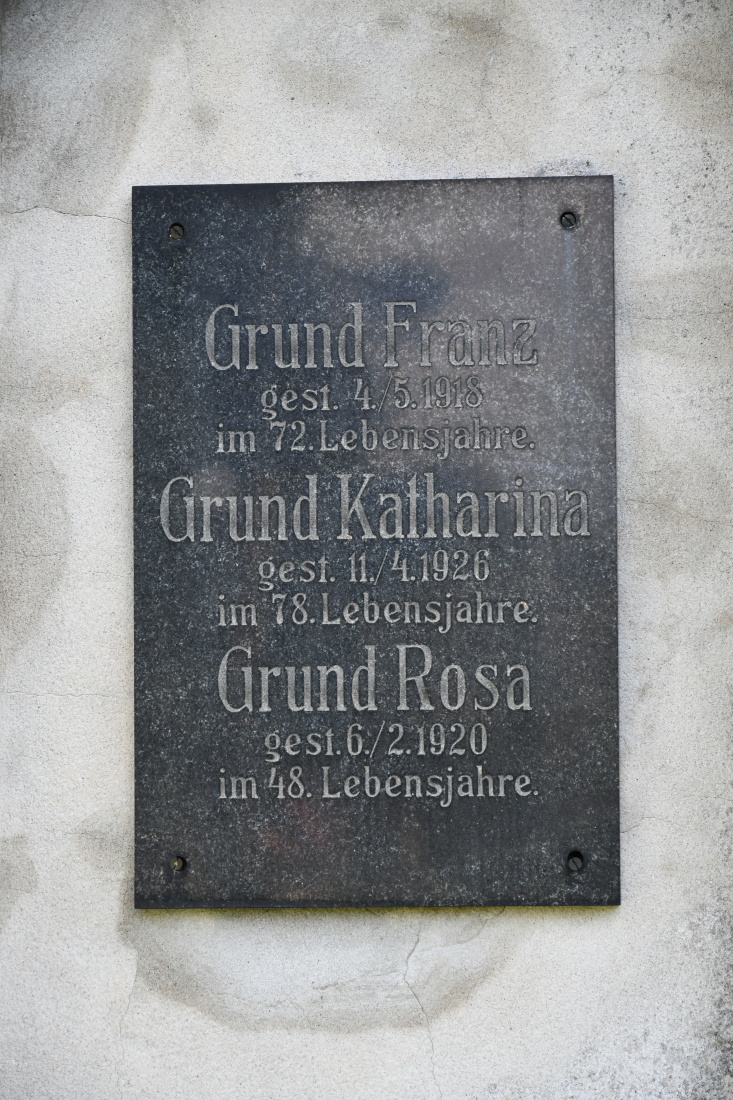 Grund Franz
gest. 4./5.1918
im 72. Lebensjahre.
Grund Katharina
gest. 11./4.1926
im 78. Lebensjahre.
Grund Rosa
gest. 6./2.1920
im 48. Lebensjahre.